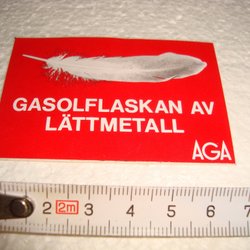 GASOLFLASKAN AV
LÄTTMETALL
AGA
2m 2 3 4 5 6 7